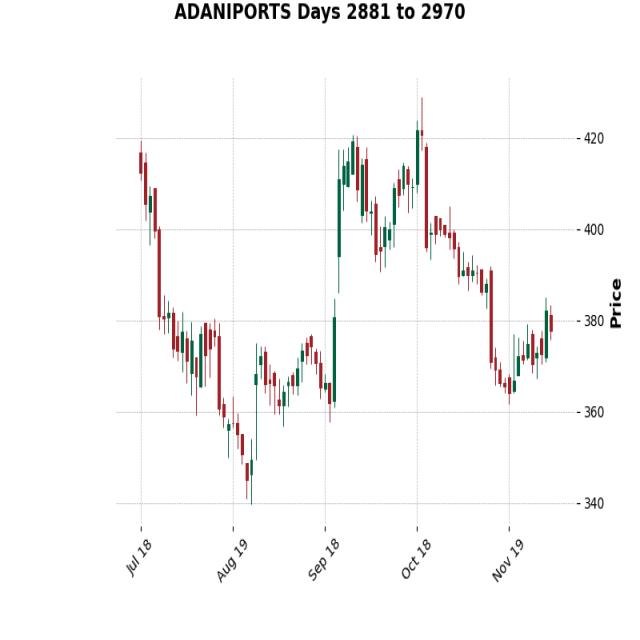 ADANIPORTS Days 2881 to 2970
420
400
380
360
340
Price
Jul 18
Aug 19
Sep 18
Oct 18
Nov 19